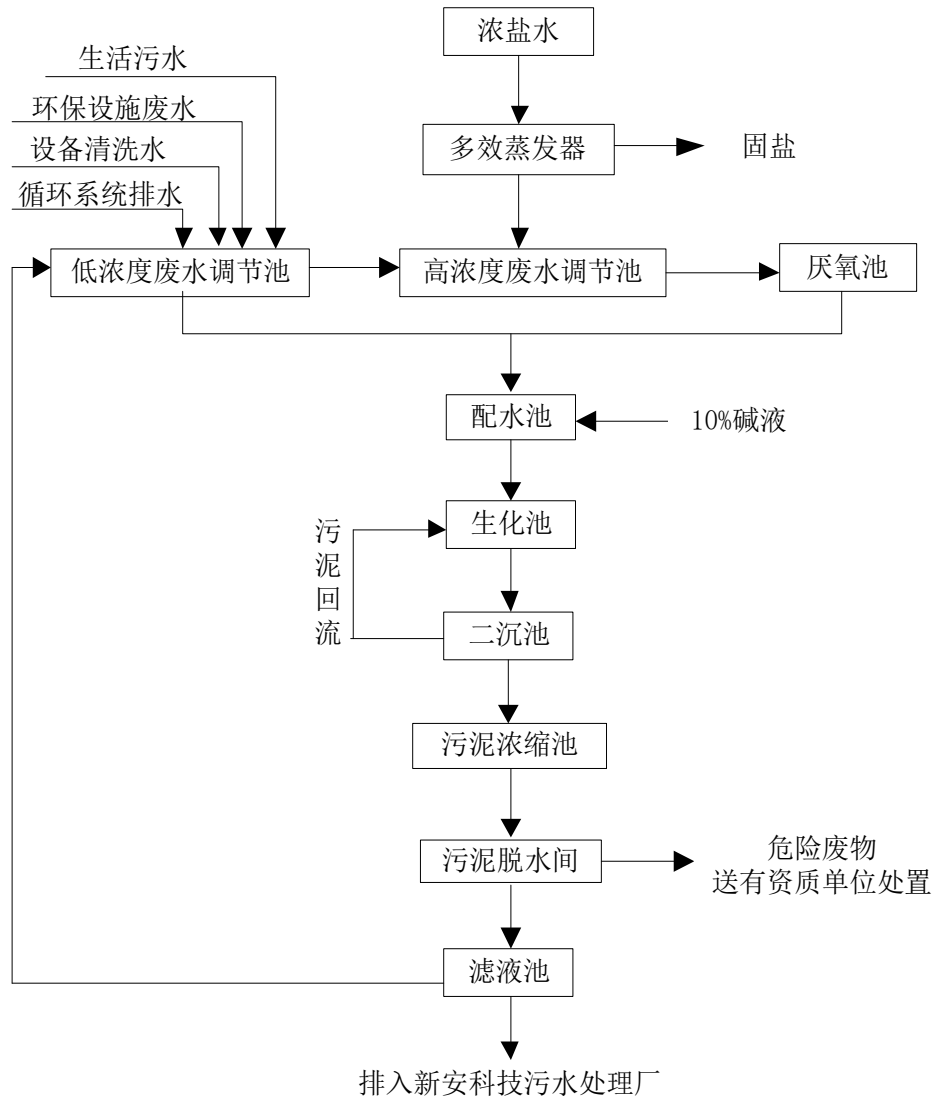 浓盐水
生活污水
环保设施废水
设备清洗水
循环系统排水
多效蒸发器
固盐
低浓度废水调节池
高浓度废水调节池
厌氧池
配水池
10%碱液
生化池
污泥回流
二沉池
污泥浓缩池
污泥脱水间
危险废物
送有资质单位处置
滤液池
排入新安科技污水处理厂